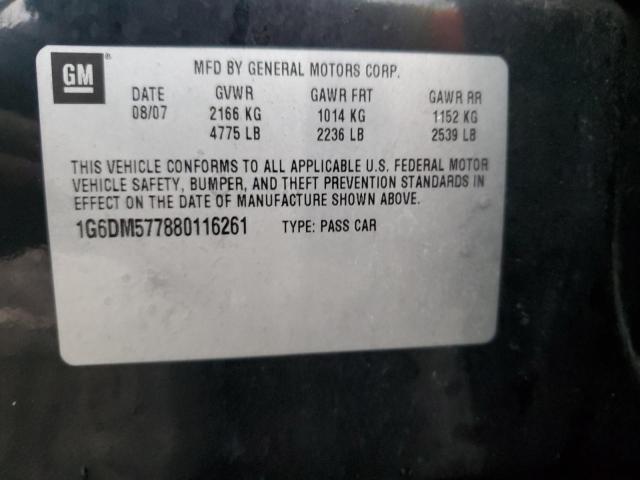 GM®
MFD BY GENERAL MOTORS CORP.
DATE GVWR GAWR FRT GAWR RR
08/07 2166 KG 1014 KG 1152 KG
4775 LB 2236 LB 2539 LB
THIS VEHICLE CONFORMS TO ALL APPLICABLE U.S. FEDERAL MOTOR
VEHICLE SAFETY, BUMPER, AND THEFT PREVENTION STANDARDS IN
EFFECT ON THE DATE OF MANUFACTURE SHOWN ABOVE.
1G6DM577880116261 TYPE: PASS CAR